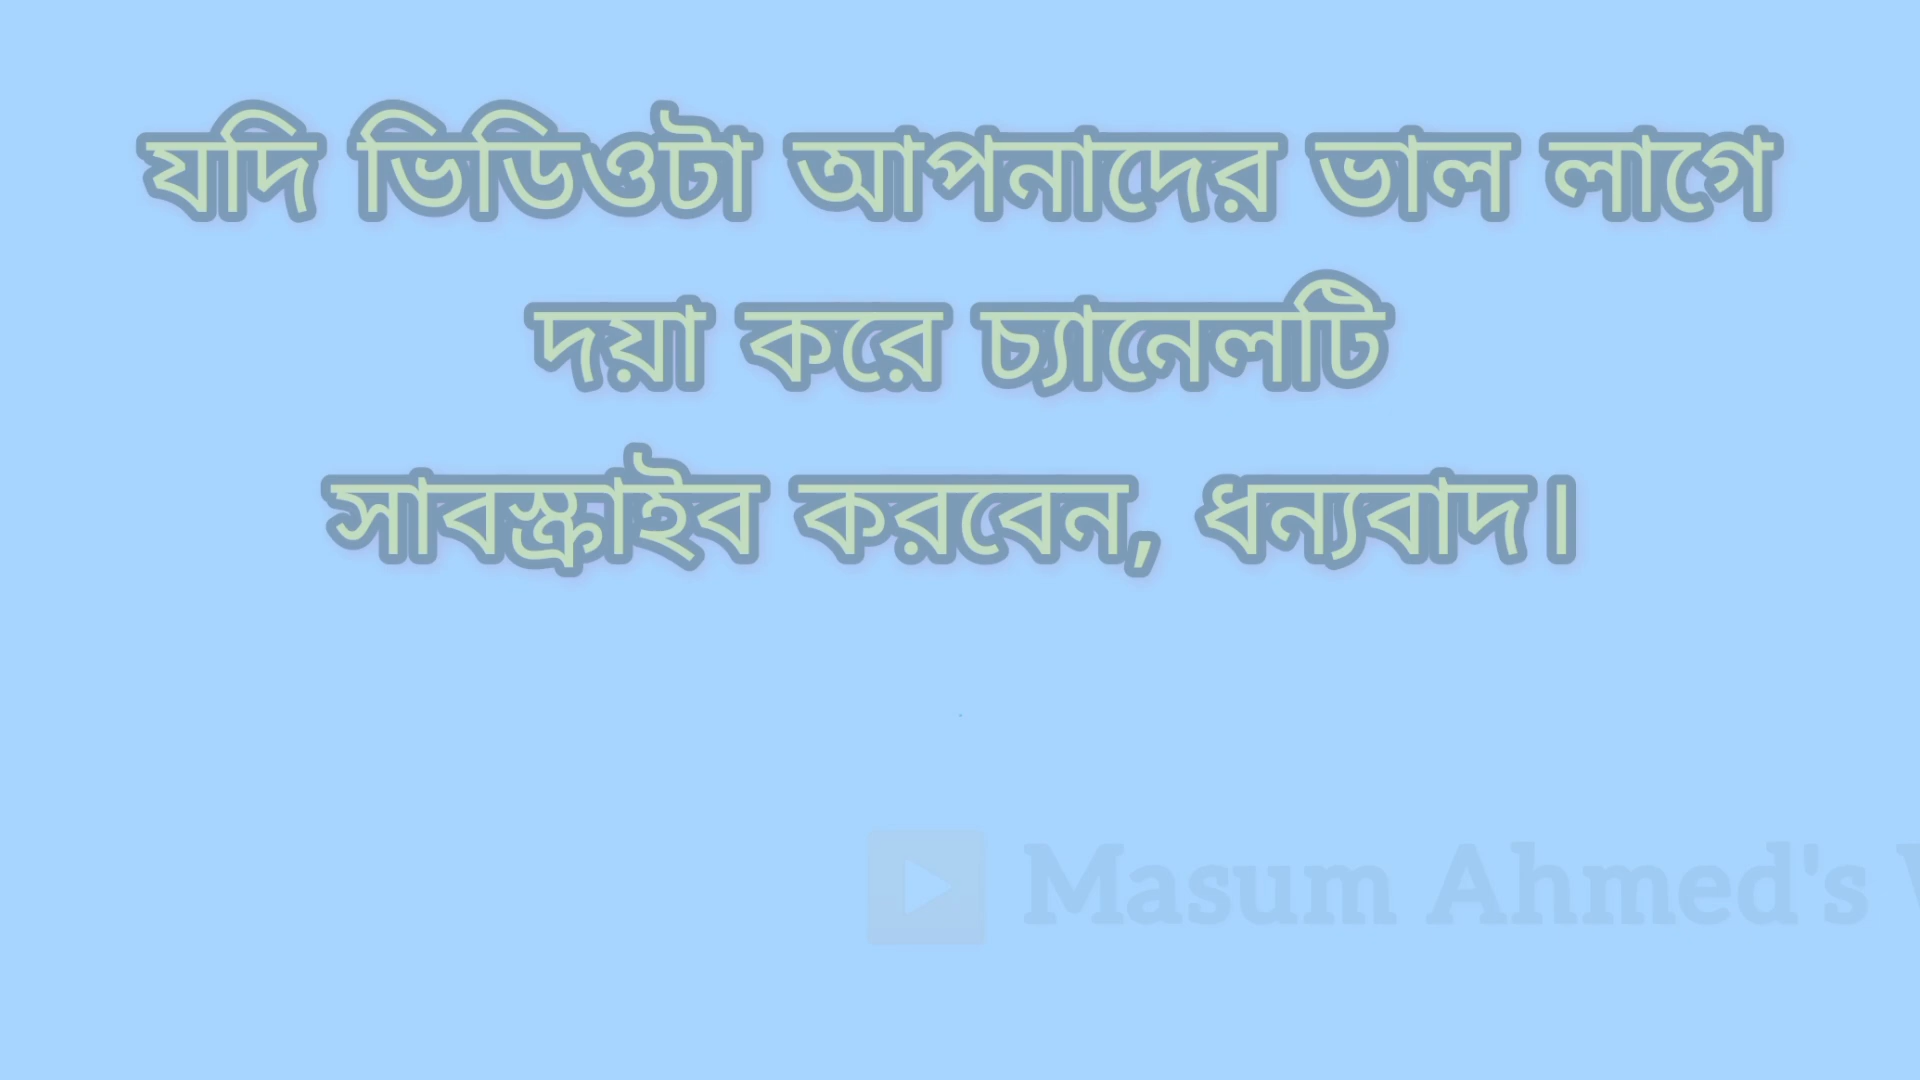 যদি ভিডিওটা আপনাদের ভাল লাগে
দয়া করে চ্যানেলটি
সাবস্ক্রাইব করবেন, ধন্যবাদ।
Masum Ahmed's